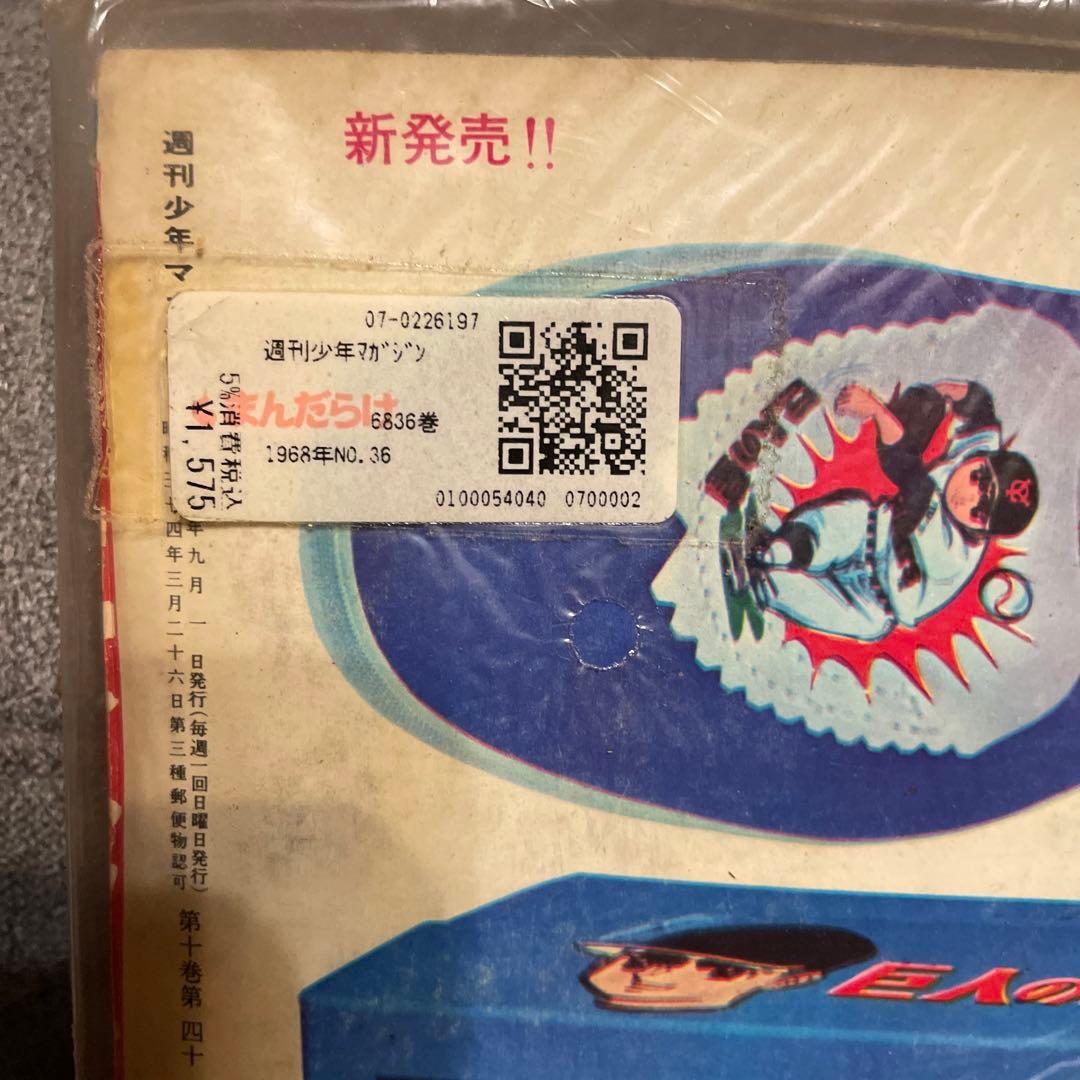 新発売!!
週刊少年マ
年九月一日発行(毎週一回日曜日発行)
四年三月二十六日第三種郵便物認可
第十巻第四十
07-0226197
週刊少年ﾏｶﾞｼﾞﾝ
まんだらけ
6836巻
1968年NO.36
0100054040 0700002
5%消費税込
¥1,575
巨人の